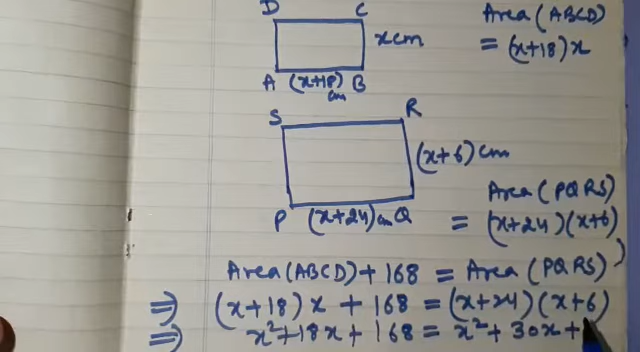 D C
Area (ABCD)
x cm
= (x+18) x
A (x+18) cm B
S R
(x+6) cm
Area (PQRS)
P (x+24) cm Q
= (x+24) (x+6)
Area (ABCD) + 168 = Area (PQRS)
⇒ (x+18) x + 168 = (x+24) (x+6)
⇒ x² + 18x + 168 = x² + 30x +